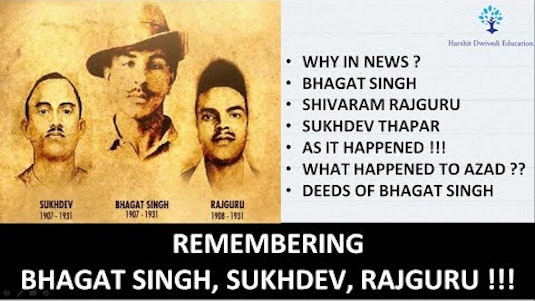 Harshit Dwivedi Education
• WHY IN NEWS ?
• BHAGAT SINGH
• SHIVARAM RAJGURU
• SUKHDEV THAPAR
• AS IT HAPPENED !!!
• WHAT HAPPENED TO AZAD ??
• DEEDS OF BHAGAT SINGH
SUKHDEV
1907 - 1931
BHAGAT SINGH
1907 - 1931
RAJGURU
1908 - 1931
REMEMBERING
BHAGAT SINGH, SUKHDEV, RAJGURU !!!